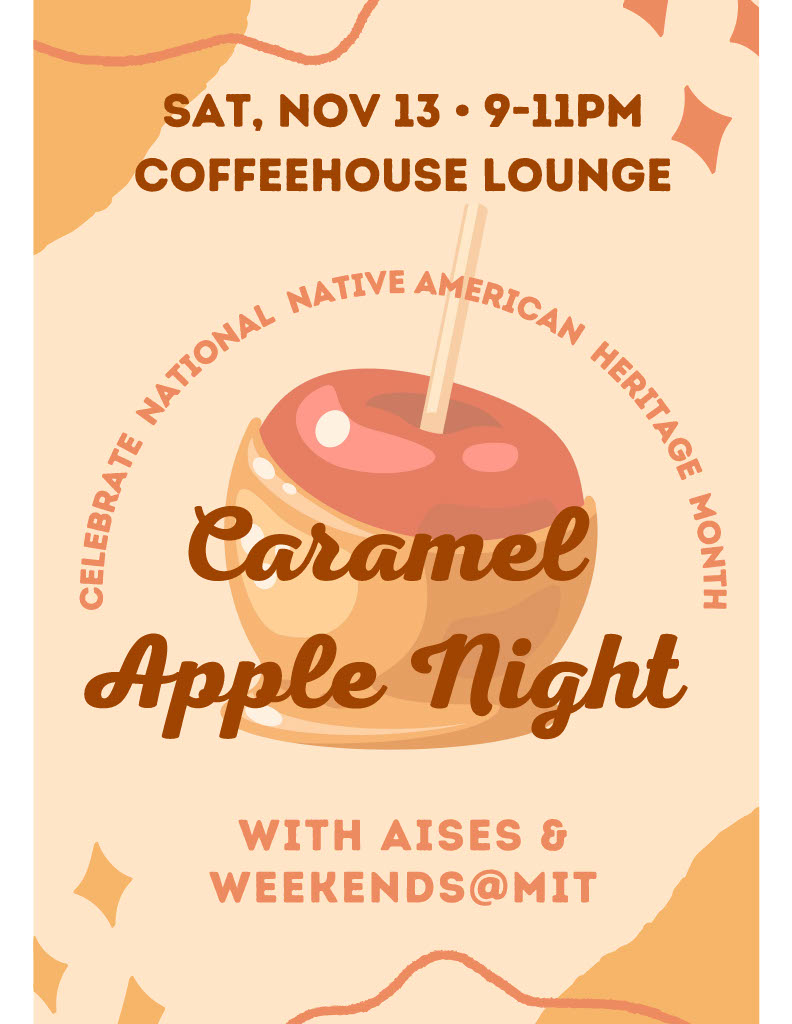 SAT, NOV 13 • 9-11PM
COFFEEHOUSE LOUNGE
CELEBRATE NATIONAL NATIVE AMERICAN HERITAGE MONTH
Caramel
Apple Night
WITH AISES &
WEEKENDS@MIT